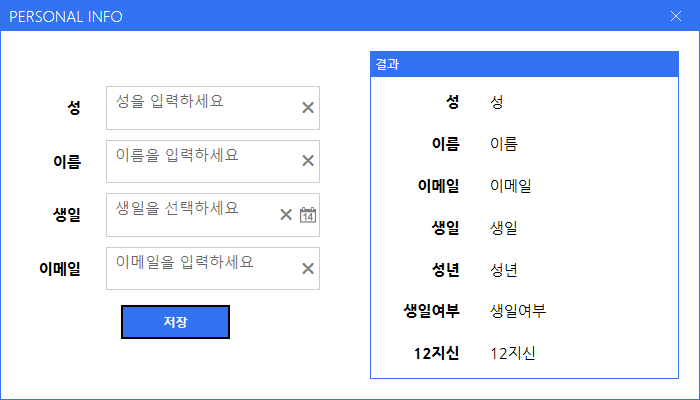 PERSONAL INFO
성 성을 입력하세요
이름 이름을 입력하세요
생일 생일을 선택하세요 14
이메일 이메일을 입력하세요
저장
결과
성 성
이름 이름
이메일 이메일
생일 생일
성년 성년
생일여부 생일여부
12지신 12지신